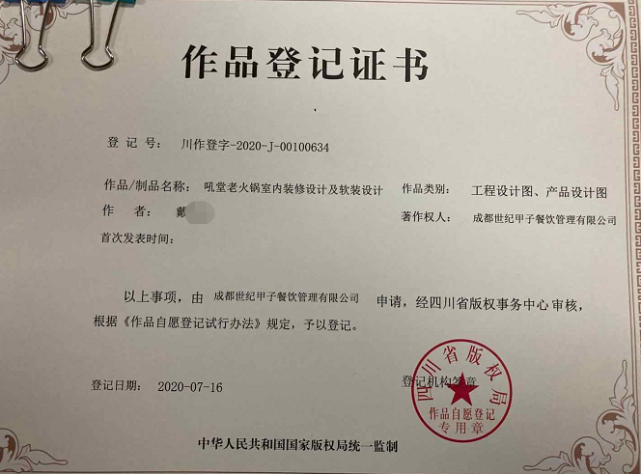 作品登记证书
登 记 号： 川作登字-2020-J-00100634
作品/制品名称： 吼堂老火锅室内装修设计及软装设计 作品类别： 工程设计图、产品设计图
作 者： 戴 著作权人： 成都世纪甲子餐饮管理有限公司
首次发表时间：
以上事项，由 成都世纪甲子餐饮管理有限公司 申请，经四川省版权事务中心审核，
根据《作品自愿登记试行办法》规定，予以登记。
登记日期： 2020-07-16 登记机构签章
四川省版权局
作品自愿登记
专用章
中华人民共和国国家版权局统一监制